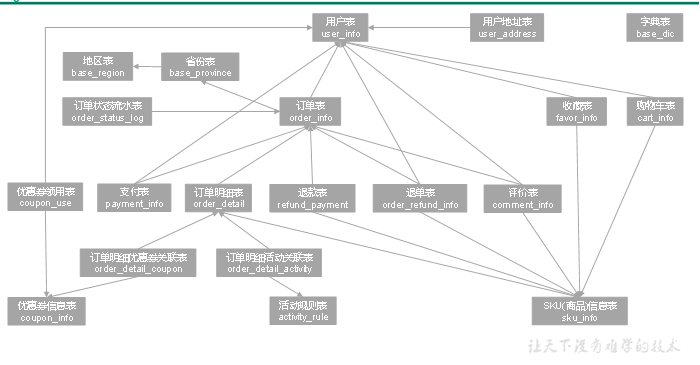 用户表
user_info
用户地址表
user_address
字典表
base_dic
地区表
base_region
省份表
base_province
订单状态流水表
order_status_log
订单表
order_info
收藏表
favor_info
购物车表
cart_info
优惠券领用表
coupon_use
支付表
payment_info
订单明细表
order_detail
退款表
refund_payment
退单表
order_refund_info
评价表
comment_info
订单明细优惠券关联表
order_detail_coupon
订单明细活动关联表
order_detail_activity
优惠券信息表
coupon_info
活动规则表
activity_rule
SKU(商品)信息表
sku_info
让天下没有难学的技术